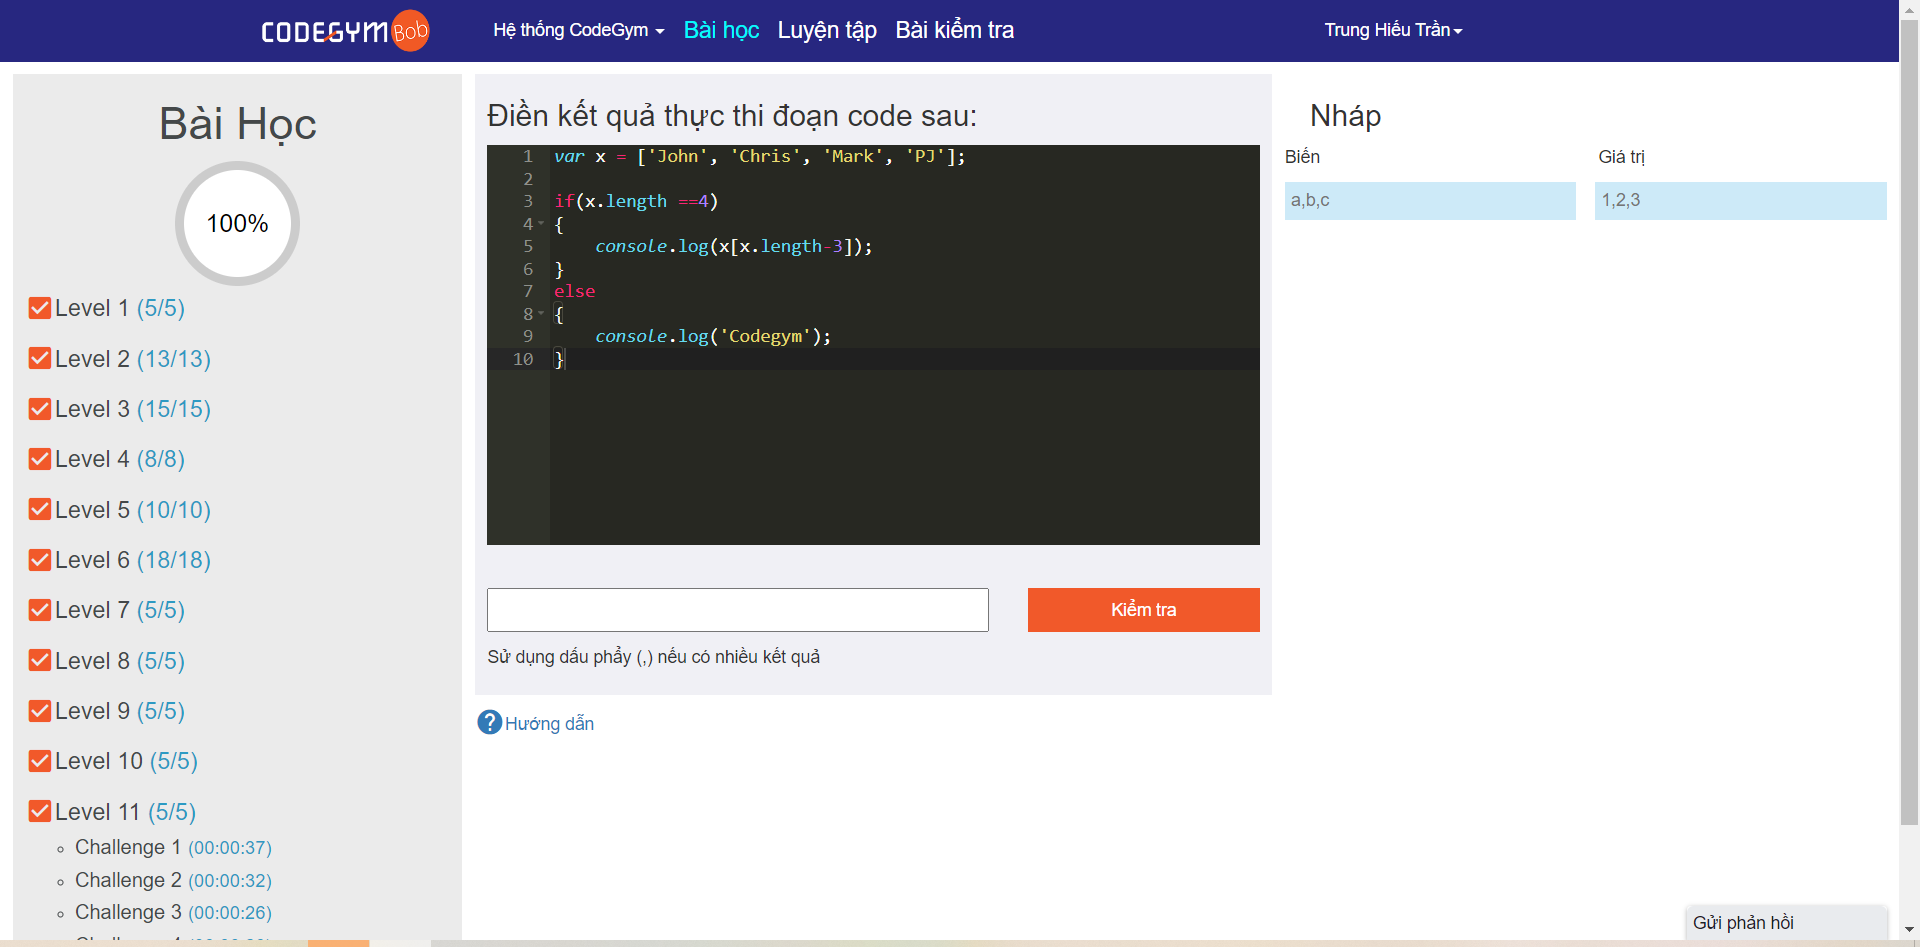 CODEGYM Bob
Hệ thống CodeGym
Bài học
Luyện tập
Bài kiểm tra
Trung Hiếu Trần
Bài Học
100%
Level 1 (5/5)
Level 2 (13/13)
Level 3 (15/15)
Level 4 (8/8)
Level 5 (10/10)
Level 6 (18/18)
Level 7 (5/5)
Level 8 (5/5)
Level 9 (5/5)
Level 10 (5/5)
Level 11 (5/5)
Challenge 1 (00:00:37)
Challenge 2 (00:00:32)
Challenge 3 (00:00:26)
Điền kết quả thực thi đoạn code sau:
1 var x = ['John', 'Chris', 'Mark', 'PJ'];
2
3 if(x.length ==4)
4 {
5     console.log(x[x.length-3]);
6 }
7 else
8 {
9     console.log('Codegym');
10 }
Kiểm tra
Sử dụng dấu phẩy (,) nếu có nhiều kết quả
? Hướng dẫn
Nháp
Biến
Giá trị
a,b,c
1,2,3
Gửi phản hồi